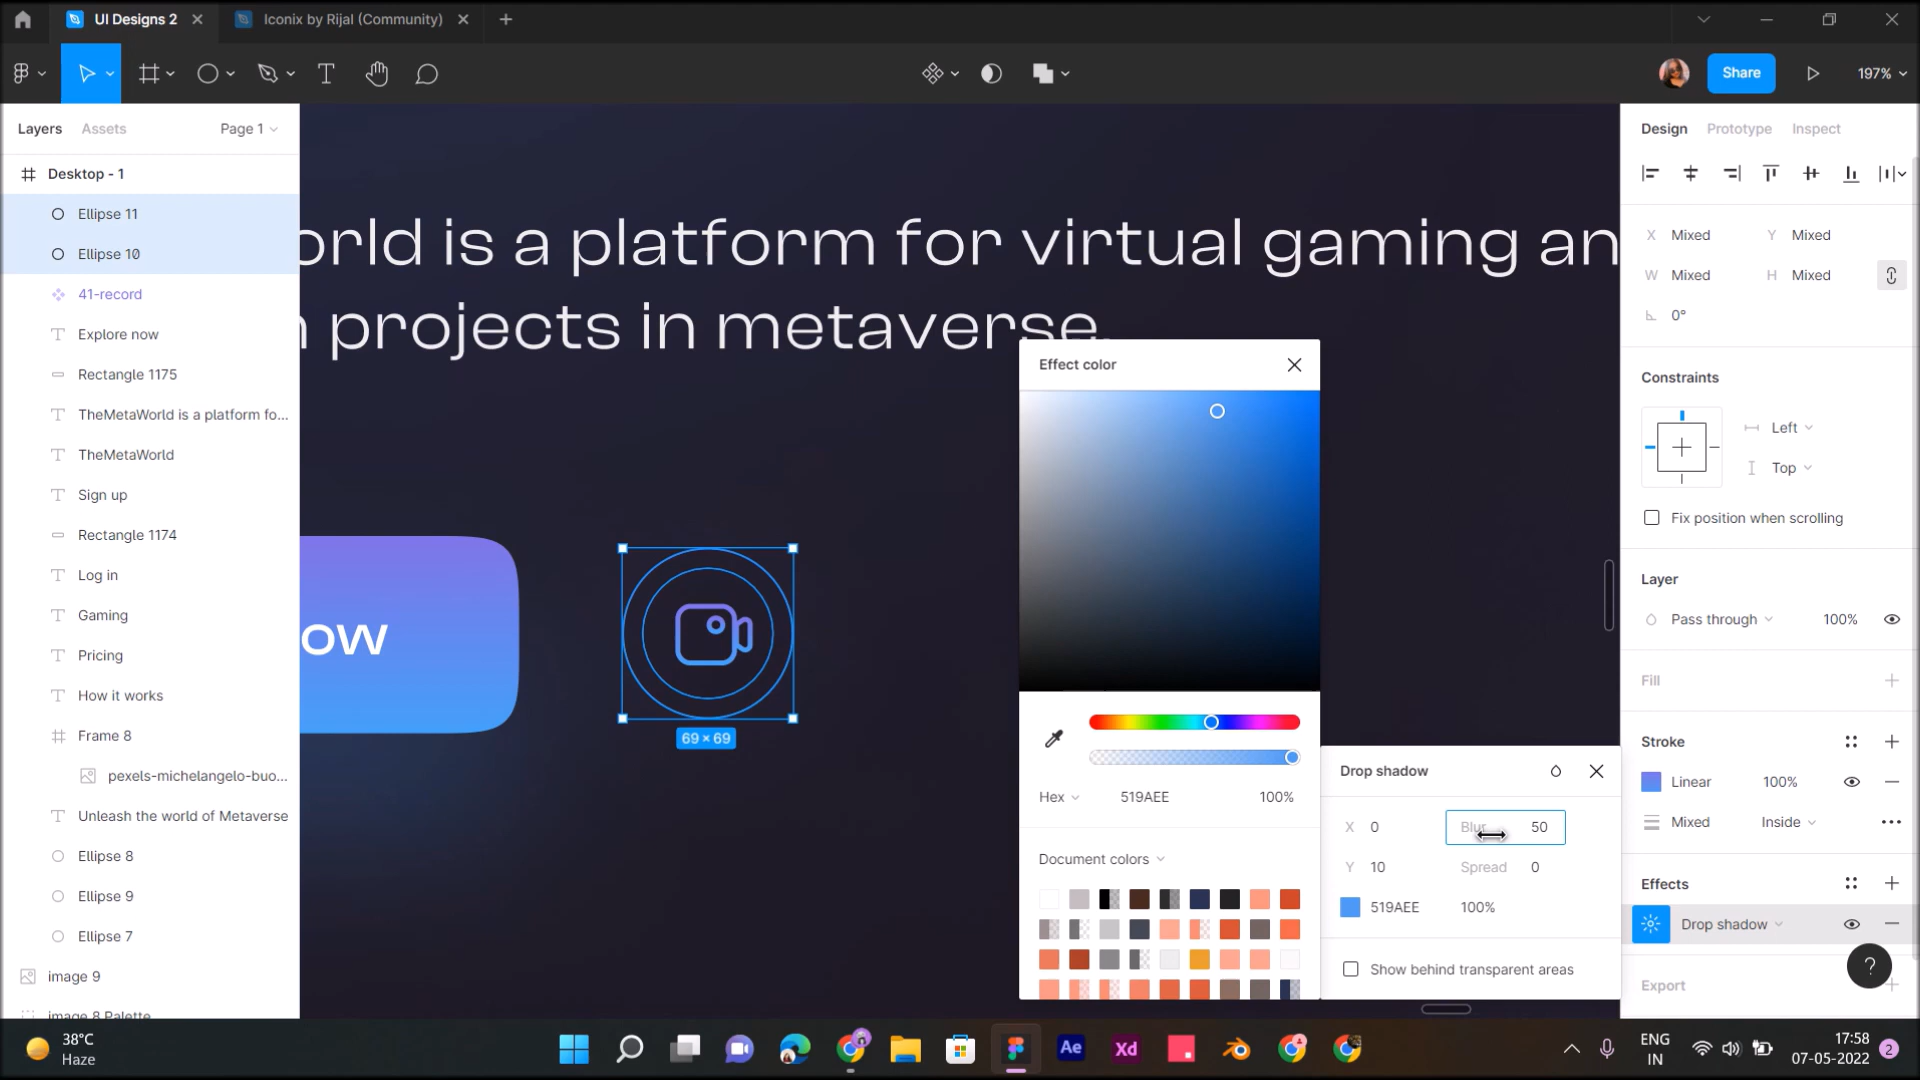 UI Designs 2
Iconix by Rijal (Community)
Share
197%
Layers
Assets
Page 1
Desktop - 1
Ellipse 11
Ellipse 10
41-record
Explore now
Rectangle 1175
TheMetaWorld is a platform fo...
TheMetaWorld
Sign up
Rectangle 1174
Log in
Gaming
Pricing
How it works
Frame 8
pexels-michelangelo-buo...
Unleash the world of Metaverse
Ellipse 8
Ellipse 9
Ellipse 7
image 9
image 8 Palette
orld is a platform for virtual gaming an
projects in metaverse.
ow
69 × 69
Effect color
Hex
519AEE
100%
Document colors
Drop shadow
X 0
Blur 50
Y 10
Spread 0
519AEE
100%
Show behind transparent areas
Design
Prototype
Inspect
X Mixed
Y Mixed
W Mixed
H Mixed
0°
Constraints
Left
Top
Fix position when scrolling
Layer
Pass through
100%
Fill
Stroke
Linear
100%
Mixed
Inside
Effects
Drop shadow
?
Export
38°C
Haze
Ae
Xd
ENG
IN
17:58
07-05-2022
2